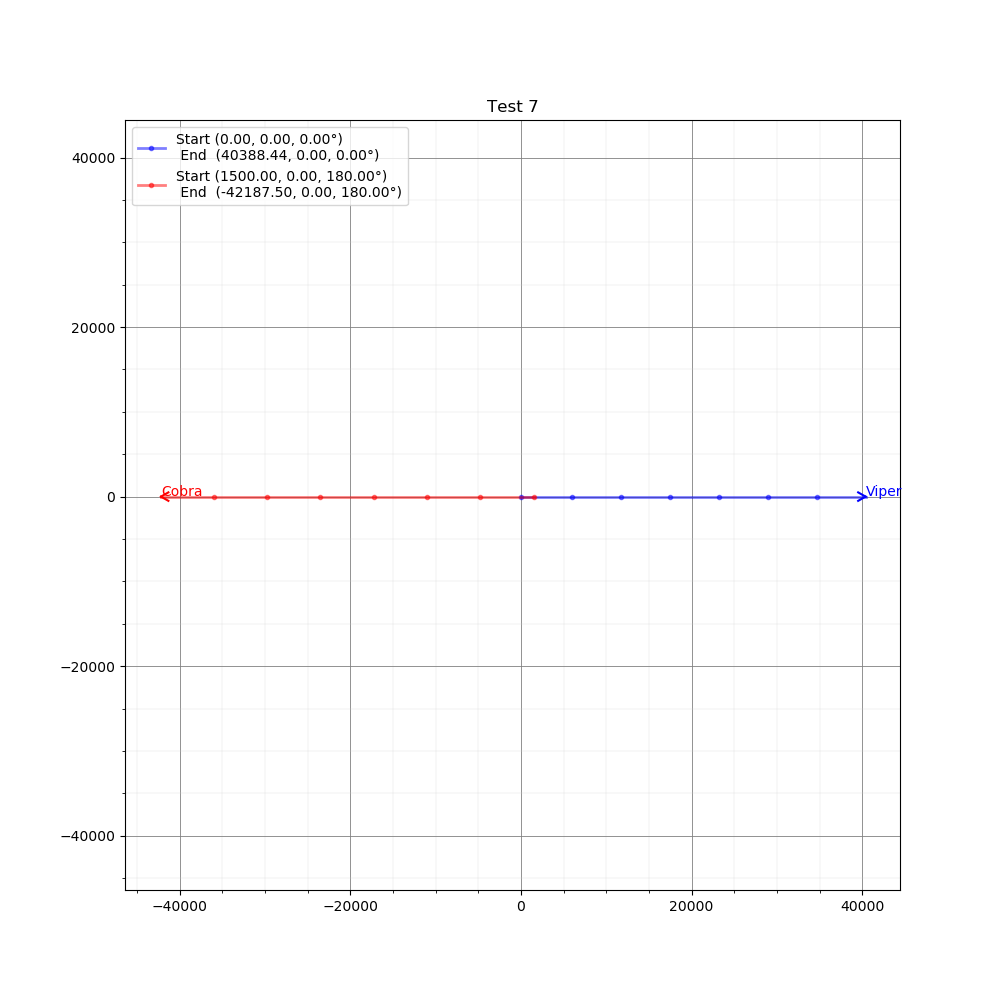 Test 7
Start (0.00, 0.00, 0.00°)
End  (40388.44, 0.00, 0.00°)
Start (1500.00, 0.00, 180.00°)
End  (-42187.50, 0.00, 180.00°)
40000
20000
0
−20000
−40000
Cobra
Viper
−40000
−20000
0
20000
40000